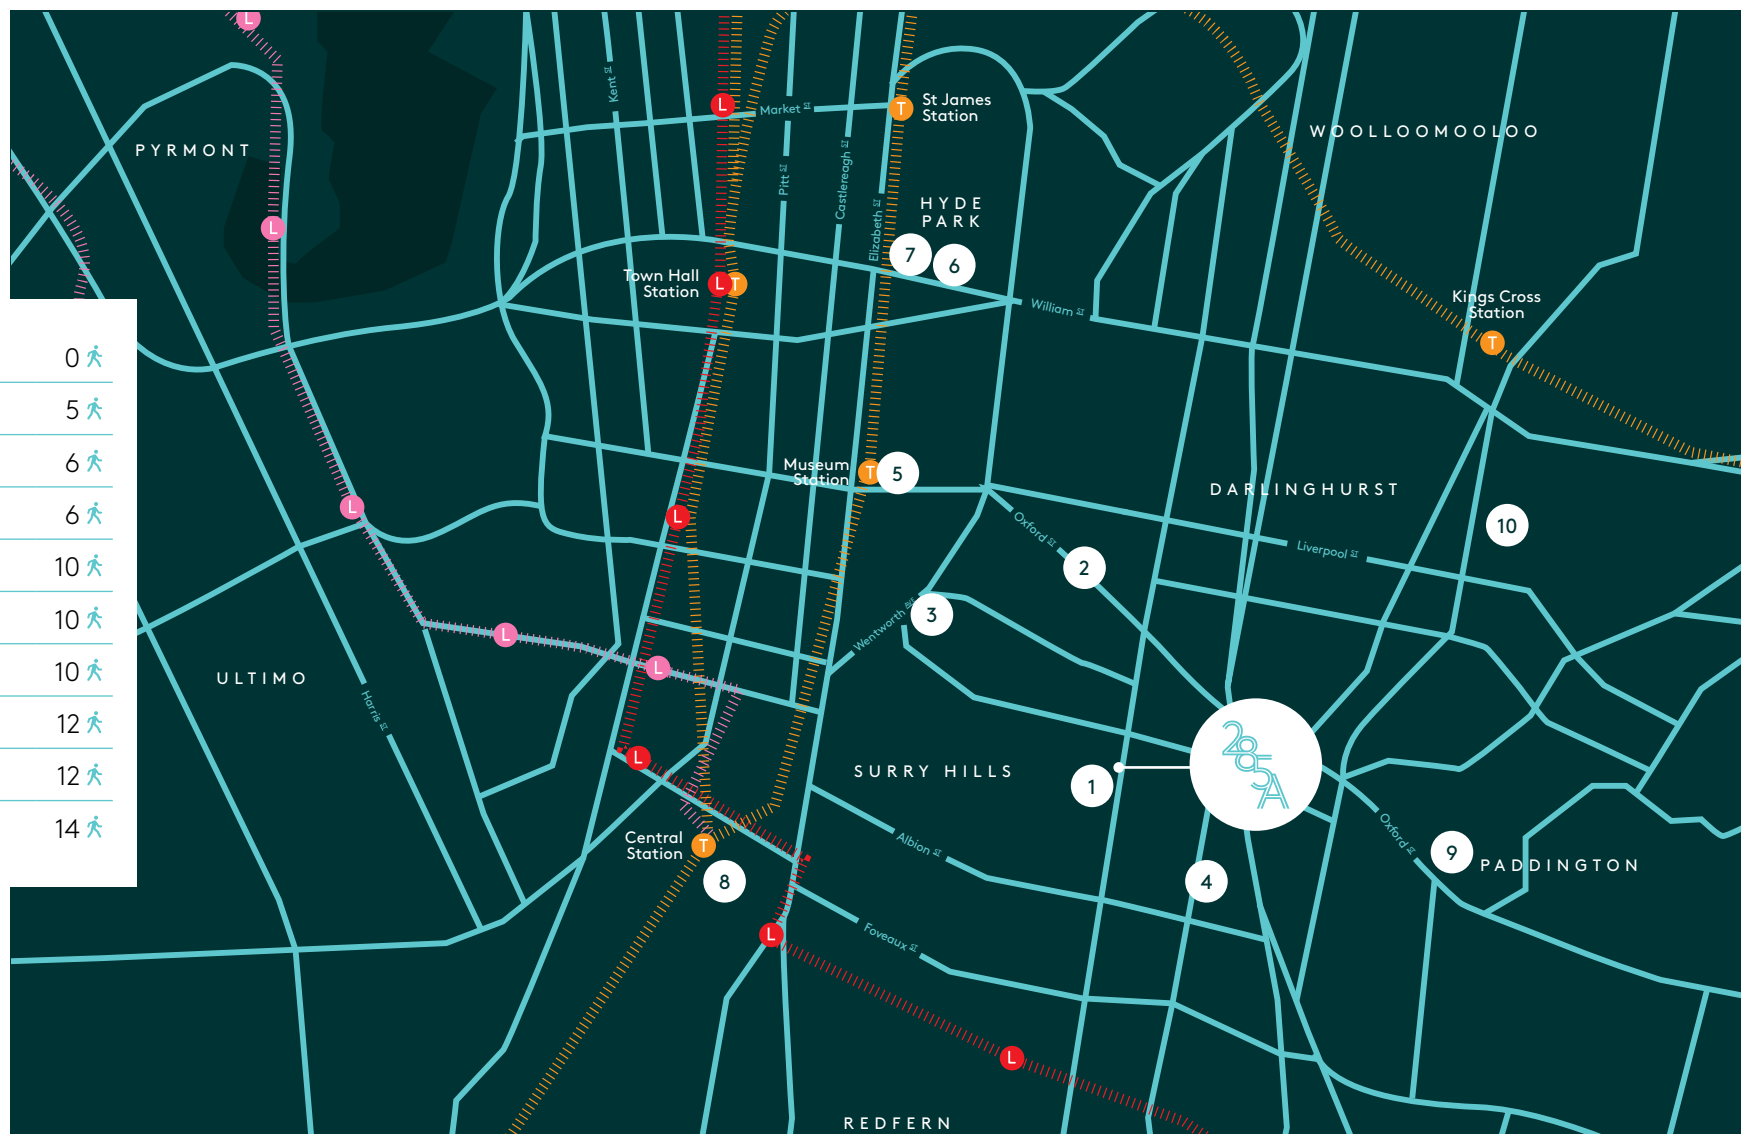 L
Kent ST
L
Market ST
T
St James
Station
WOOLLOOMOOLOO
PYRMONT
Pitt ST
Castlereagh ST
Elizabeth ST
HYDE
PARK
L
7
6
Town Hall
Station
L
T
William ST
Kings Cross
Station
T
0
5
6
6
10
10
10
12
12
14
Museum
Station
T
5
DARLINGHURST
L
L
Oxford ST
10
Liverpool ST
2
Wentworth AVE
3
L
L
ULTIMO
Harris ST
285A
L
SURRY HILLS
1
Central
Station
T
8
Albion ST
4
Oxford ST
9
PADDINGTON
L
Foveaux ST
L
REDFERN